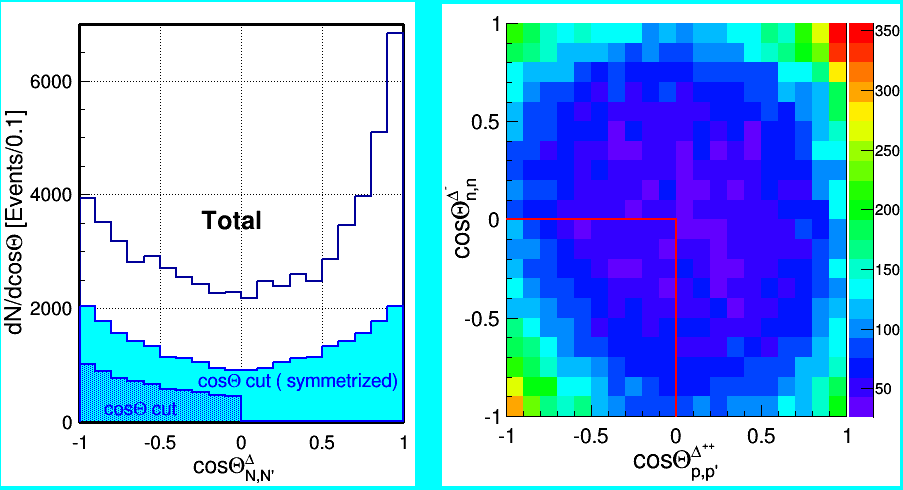 dN/dcosΘ [Events/0.1]
6000
4000
2000
0
Total
cosΘ cut ( symmetrized)
cosΘ cut
-1 -0.5 0 0.5 1
cosΘ^Δ_N,N'
cosΘ^Δ-_n,n
1
0.5
0
-0.5
-1
-1 -0.5 0 0.5 1
cosΘ^Δ++_p,p'
350
300
250
200
150
100
50